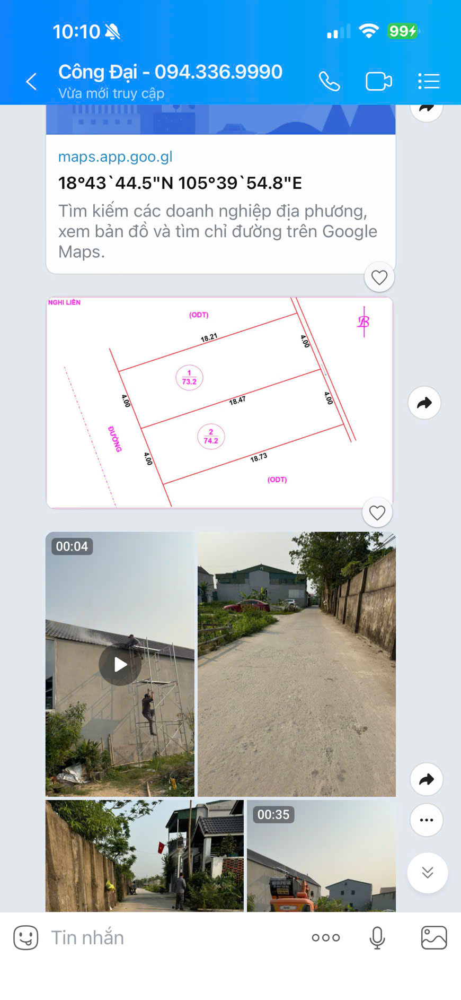 10:10
99
Công Đại - 094.336.9990
Vừa mới truy cập
maps.app.goo.gl
18°43`44.5"N 105°39`54.8"E
Tìm kiếm các doanh nghiệp địa phương,
xem bản đồ và tìm chỉ đường trên Google
Maps.
NGHI LIÊN
(ODT)
B
18.21
4.00
1
73.2
4.00
18.47
4.00
ĐƯỜNG
2
74.2
4.00
18.73
(ODT)
00:04
00:35
Tin nhắn